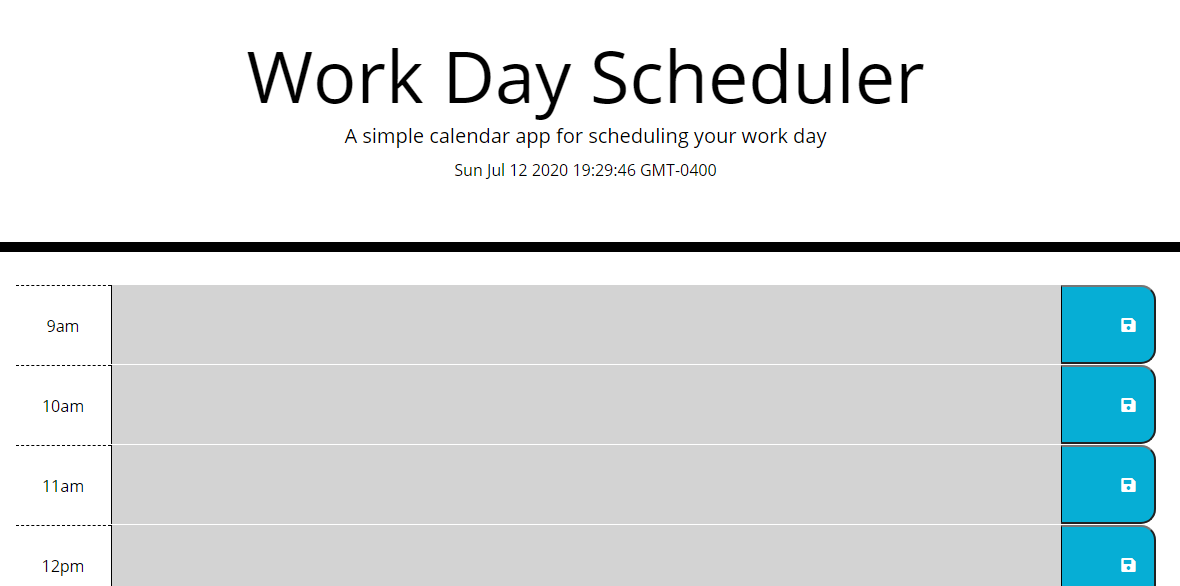 Work Day Scheduler
A simple calendar app for scheduling your work day
Sun Jul 12 2020 19:29:46 GMT-0400
9am
10am
11am
12pm